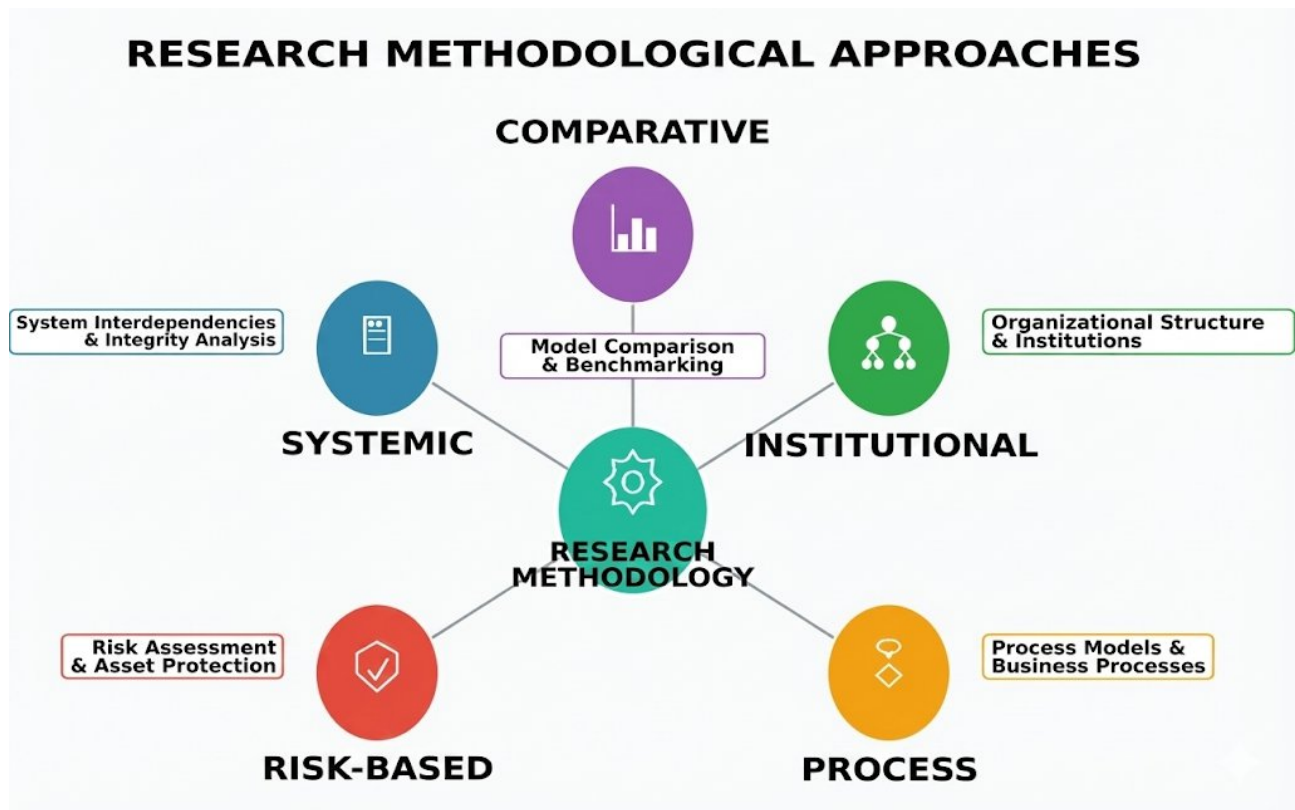 RESEARCH METHODOLOGICAL APPROACHES
COMPARATIVE
System Interdependencies
& Integrity Analysis
Model Comparison
& Benchmarking
Organizational Structure
& Institutions
SYSTEMIC
INSTITUTIONAL
RESEARCH
METHODOLOGY
Risk Assessment
& Asset Protection
Process Models &
Business Processes
RISK-BASED
PROCESS